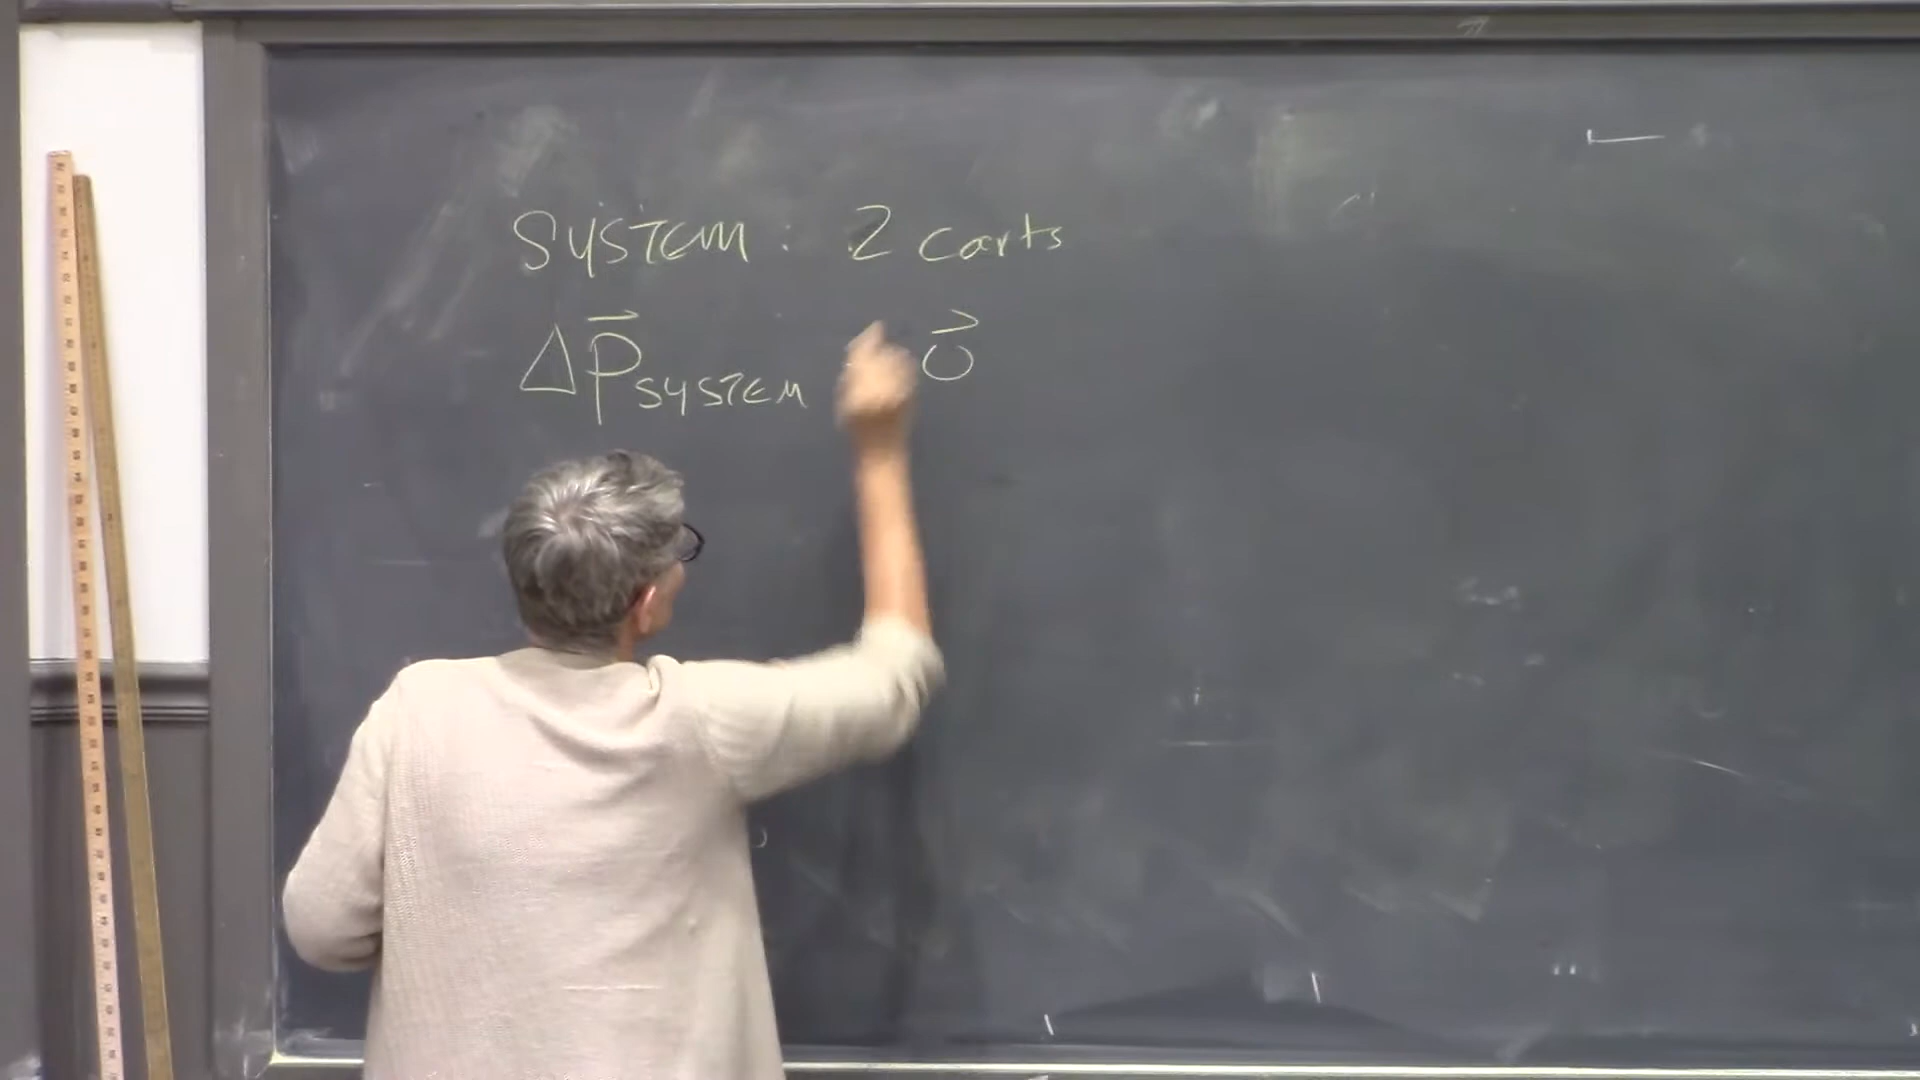 SYSTEM: 2 carts
Δp⃗ SYSTEM = 0⃗